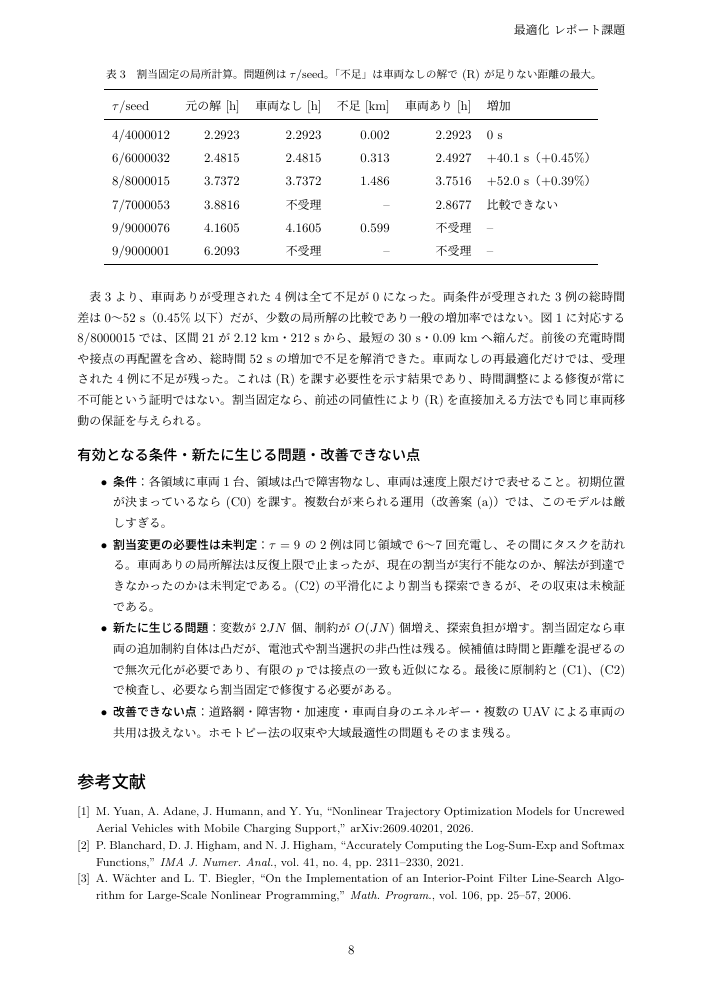 最適化 レポート課題
表 3　割当固定の局所計算。問題例は τ/seed。「不足」は車両なしの解で (R) が足りない距離の最大。
τ/seed 元の解 [h] 車両なし [h] 不足 [km] 車両あり [h] 増加
4/4000012 2.2923 2.2923 0.002 2.2923 0 s
6/6000032 2.4815 2.4815 0.313 2.4927 +40.1 s（+0.45%）
8/8000015 3.7372 3.7372 1.486 3.7516 +52.0 s（+0.39%）
7/7000053 3.8816 不受理 – 2.8677 比較できない
9/9000076 4.1605 4.1605 0.599 不受理 –
9/9000001 6.2093 不受理 – 不受理 –
表 3 より、車両ありが受理された 4 例は全て不足が 0 になった。両条件が受理された 3 例の総時間
差は 0〜52 s（0.45% 以下）だが、少数の局所解の比較であり一般の増加率ではない。図 1 に対応する
8/8000015 では、区間 21 が 2.12 km・212 s から、最短の 30 s・0.09 km へ縮んだ。前後の充電時間
や接点の再配置を含め、総時間 52 s の増加で不足を解消できた。車両なしの再最適化だけでは、受理
された 4 例に不足が残った。これは (R) を課す必要性を示す結果であり、時間調整による修復が常に
不可能という証明ではない。割当固定なら、前述の同値性により (R) を直接加える方法でも同じ車両移
動の保証を与えられる。
有効となる条件・新たに生じる問題・改善できない点
• 条件：各領域に車両 1 台、領域は凸で障害物なし、車両は速度上限だけで表せること。初期位置
が決まっているなら (C0) を課す。複数台が来られる運用（改善案 (a)）では、このモデルは厳
しすぎる。
• 割当変更の必要性は未判定：τ = 9 の 2 例は同じ領域で 6〜7 回充電し、その間にタスクを訪れ
る。車両ありの局所解法は反復上限で止まったが、現在の割当が実行不能なのか、解法が到達で
きなかったのかは未判定である。(C2) の平滑化により割当も探索できるが、その収束は未検証
である。
• 新たに生じる問題：変数が 2JN 個、制約が O(JN) 個増え、探索負担が増す。割当固定なら車
両の追加制約自体は凸だが、電池式や割当選択の非凸性は残る。候補値は時間と距離を混ぜるの
で無次元化が必要であり、有限の p では接点の一致も近似になる。最後に原制約と (C1)、(C2)
で検査し、必要なら割当固定で修復する必要がある。
• 改善できない点：道路網・障害物・加速度・車両自身のエネルギー・複数の UAV による車両の
共用は扱えない。ホモトピー法の収束や大域最適性の問題もそのまま残る。
参考文献
[1] M. Yuan, A. Adane, J. Humann, and Y. Yu, “Nonlinear Trajectory Optimization Models for Uncrewed
Aerial Vehicles with Mobile Charging Support,” arXiv:2609.40201, 2026.
[2] P. Blanchard, D. J. Higham, and N. J. Higham, “Accurately Computing the Log-Sum-Exp and Softmax
Functions,” IMA J. Numer. Anal., vol. 41, no. 4, pp. 2311–2330, 2021.
[3] A. Wächter and L. T. Biegler, “On the Implementation of an Interior-Point Filter Line-Search Algo-
rithm for Large-Scale Nonlinear Programming,” Math. Program., vol. 106, pp. 25–57, 2006.
8